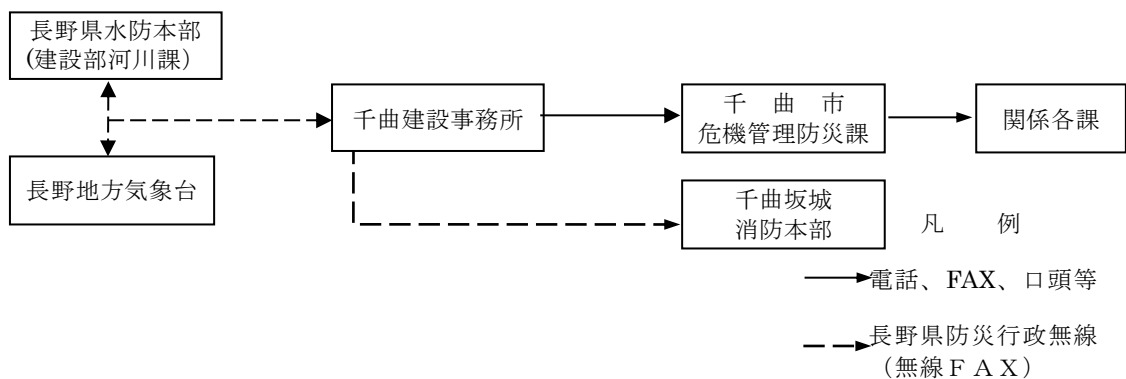 長野県水防本部
(建設部河川課)
長野地方気象台
千曲建設事務所
千　曲　市
危機管理防災課
関係各課
千曲坂城
消防本部
凡　　例
電話、FAX、口頭等
長野県防災行政無線
（無線ＦＡＸ）